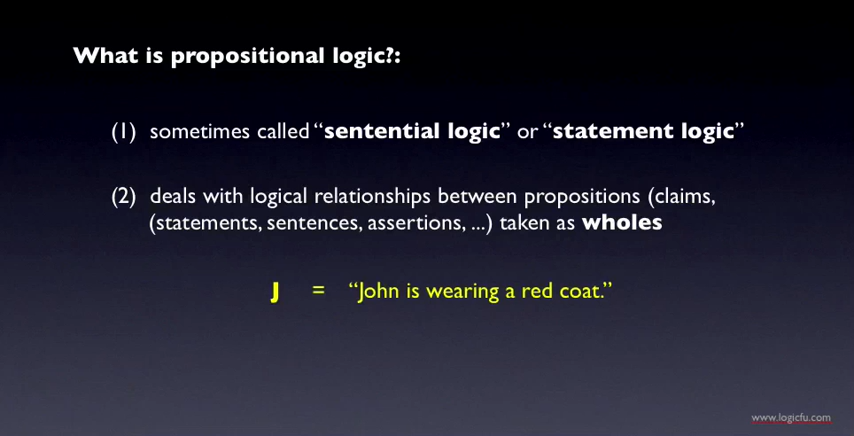 What is propositional logic?:
(1) sometimes called “sentential logic” or “statement logic”
(2) deals with logical relationships between propositions (claims,
(statements, sentences, assertions, ...) taken as wholes
J = “John is wearing a red coat.”
www.logicfu.com